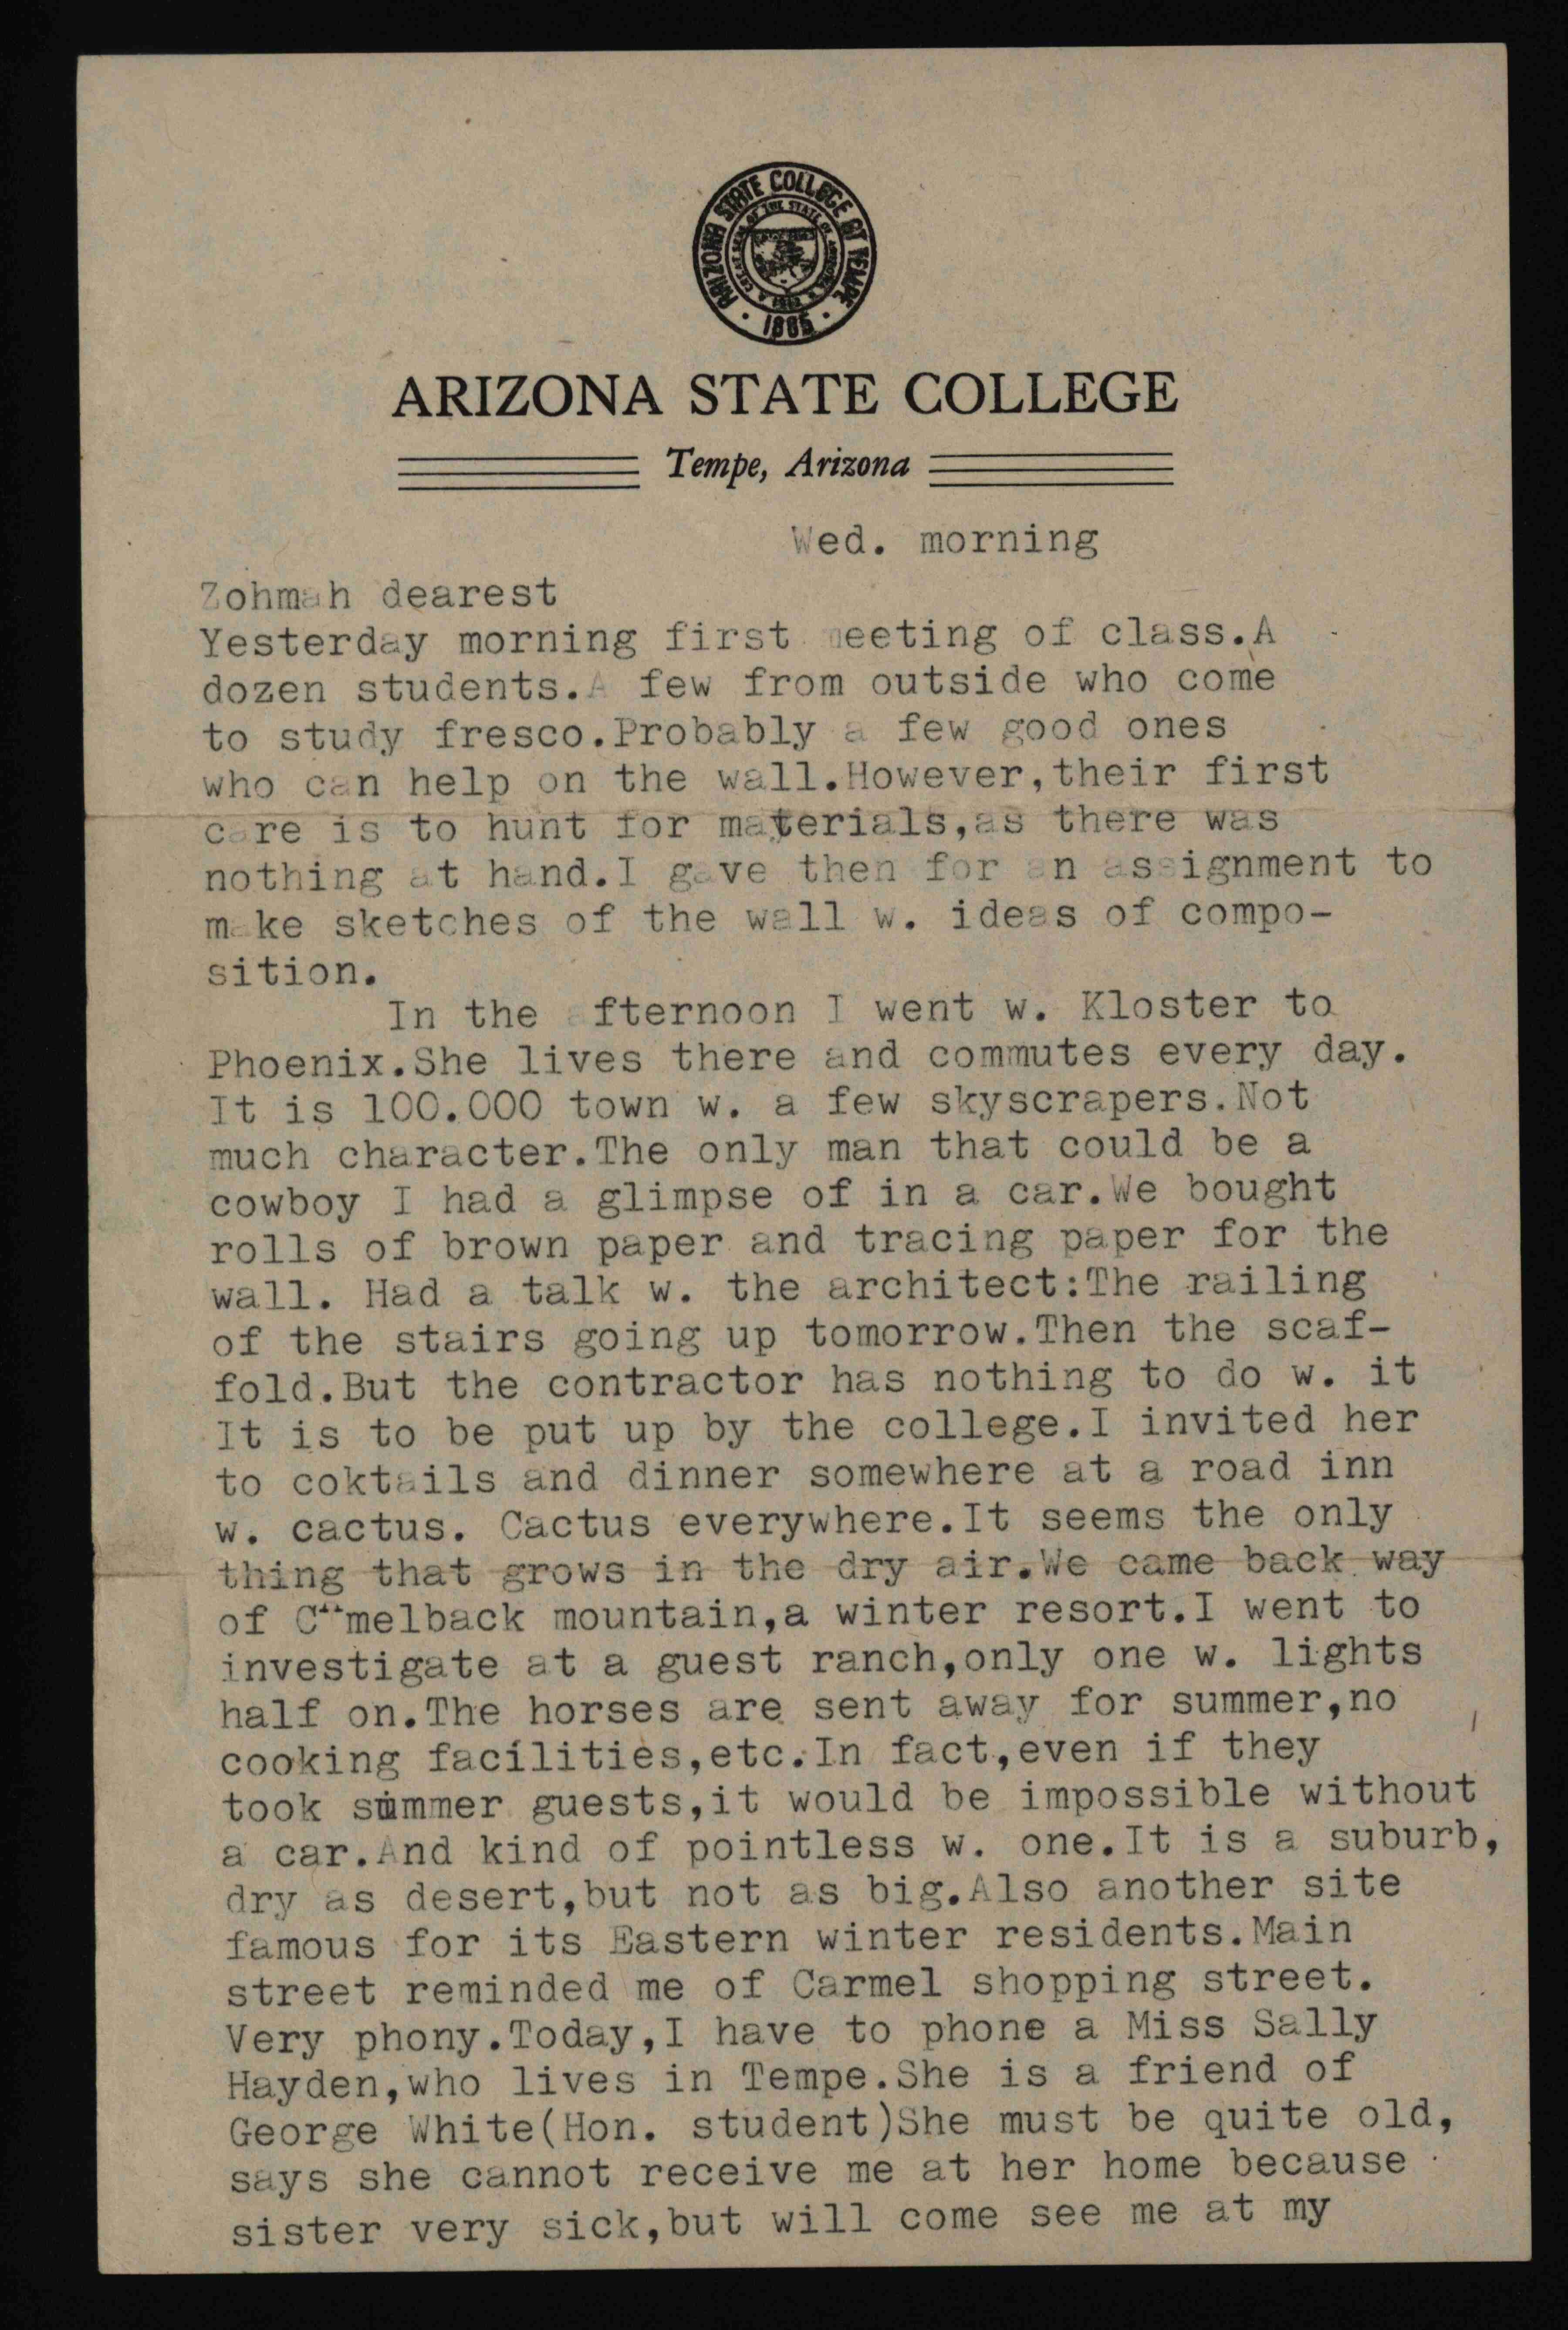 ARIZONA STATE COLLEGE AT TEMPE
1885
ARIZONA STATE COLLEGE
Tempe, Arizona
Wed. morning
Zohmah dearest
Yesterday morning first meeting of class.A
dozen students.A few from outside who come
to study fresco.Probably a few good ones
who can help on the wall.However,their first
care is to hunt for materials,as there was
nothing at hand.I gave then for an assignment to
make sketches of the wall w. ideas of compo-
sition.
In the afternoon I went w. Kloster to
Phoenix.She lives there and commutes every day.
It is 100.000 town w. a few skyscrapers.Not
much character.The only man that could be a
cowboy I had a glimpse of in a car.We bought
rolls of brown paper and tracing paper for the
wall. Had a talk w. the architect:The railing
of the stairs going up tomorrow.Then the scaf-
fold.But the contractor has nothing to do w. it
It is to be put up by the college.I invited her
to coktails and dinner somewhere at a road inn
w. cactus. Cactus everywhere.It seems the only
thing that grows in the dry air.We came back way
of C"melback mountain,a winter resort.I went to
investigate at a guest ranch,only one w. lights
half on.The horses are sent away for summer,no
cooking facilities,etc.In fact,even if they
took summer guests,it would be impossible without
a car.And kind of pointless w. one.It is a suburb,
dry as desert,but not as big.Also another site
famous for its Eastern winter residents.Main
street reminded me of Carmel shopping street.
Very phony.Today,I have to phone a Miss Sally
Hayden,who lives in Tempe.She is a friend of
George White(Hon. student)She must be quite old,
says she cannot receive me at her home because
sister very sick,but will come see me at my